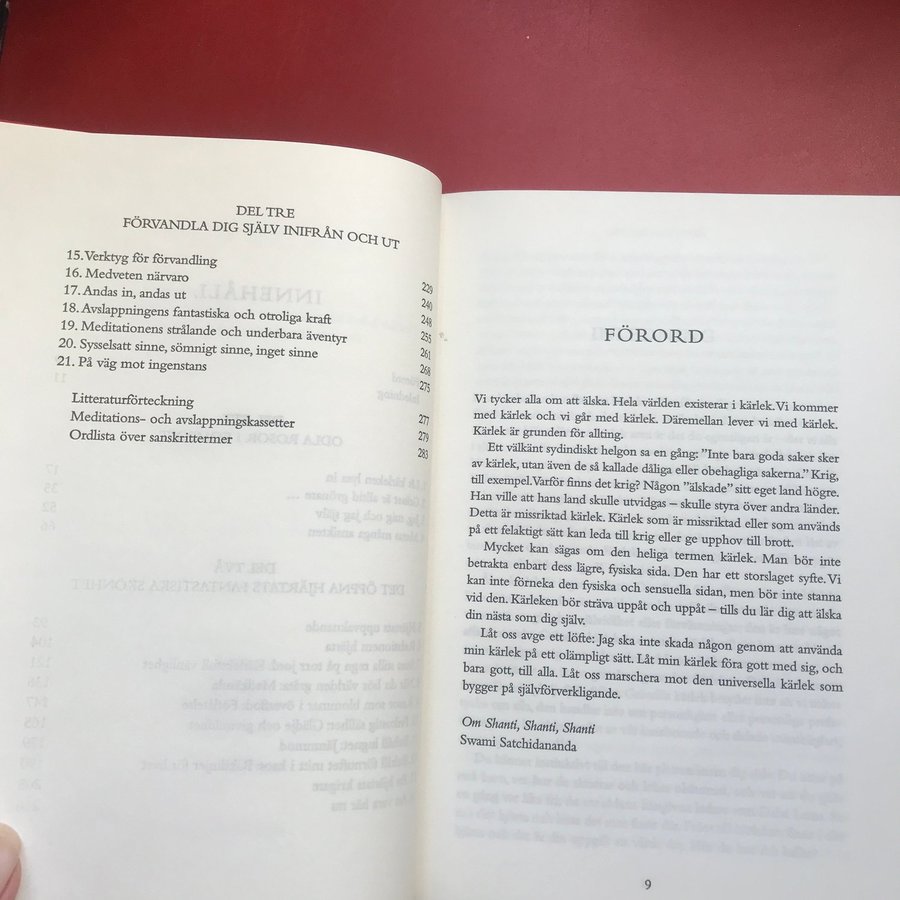 DEL TRE
FÖRVANDLA DIG SJÄLV INIFRÅN OCH UT
15. Verktyg för förvandling 229
16. Medveten närvaro 240
17. Andas in, andas ut 248
18. Avslappningens fantastiska och otroliga kraft 255
19. Meditationens strålande och underbara äventyr 261
20. Sysselsatt sinne, sömnigt sinne, inget sinne 268
21. På väg mot ingenstans 275
Litteraturförteckning 277
Meditations- och avslappningskassetter 279
Ordlista över sanskrittermer 283
FÖRORD
Vi tycker alla om att älska. Hela världen existerar i kärlek. Vi kommer
med kärlek och vi går med kärlek. Däremellan lever vi med kärlek.
Kärlek är grunden för allting.
Ett välkänt sydindiskt helgon sa en gång: ”Inte bara goda saker sker
av kärlek, utan även de så kallade dåliga eller obehagliga sakerna.” Krig,
till exempel. Varför finns det krig? Någon ”älskade” sitt eget land högre.
Han ville att hans land skulle utvidgas – skulle styra över andra länder.
Detta är missriktad kärlek. Kärlek som är missriktad eller som används
på ett felaktigt sätt kan leda till krig eller ge upphov till brott.
Mycket kan sägas om den heliga termen kärlek. Man bör inte
betrakta enbart dess lägre, fysiska sida. Den har ett storslaget syfte. Vi
kan inte förneka den fysiska och sensuella sidan, men bör inte stanna
vid den. Kärleken bör sträva uppåt och uppåt – tills du lär dig att älska
din nästa som dig själv.
Låt oss avge ett löfte: Jag ska inte skada någon genom att använda
min kärlek på ett olämpligt sätt. Låt min kärlek föra gott med sig, och
bara gott, till alla. Låt oss marschera mot den universella kärlek som
bygger på självförverkligande.
Om Shanti, Shanti, Shanti
Swami Satchidananda
9